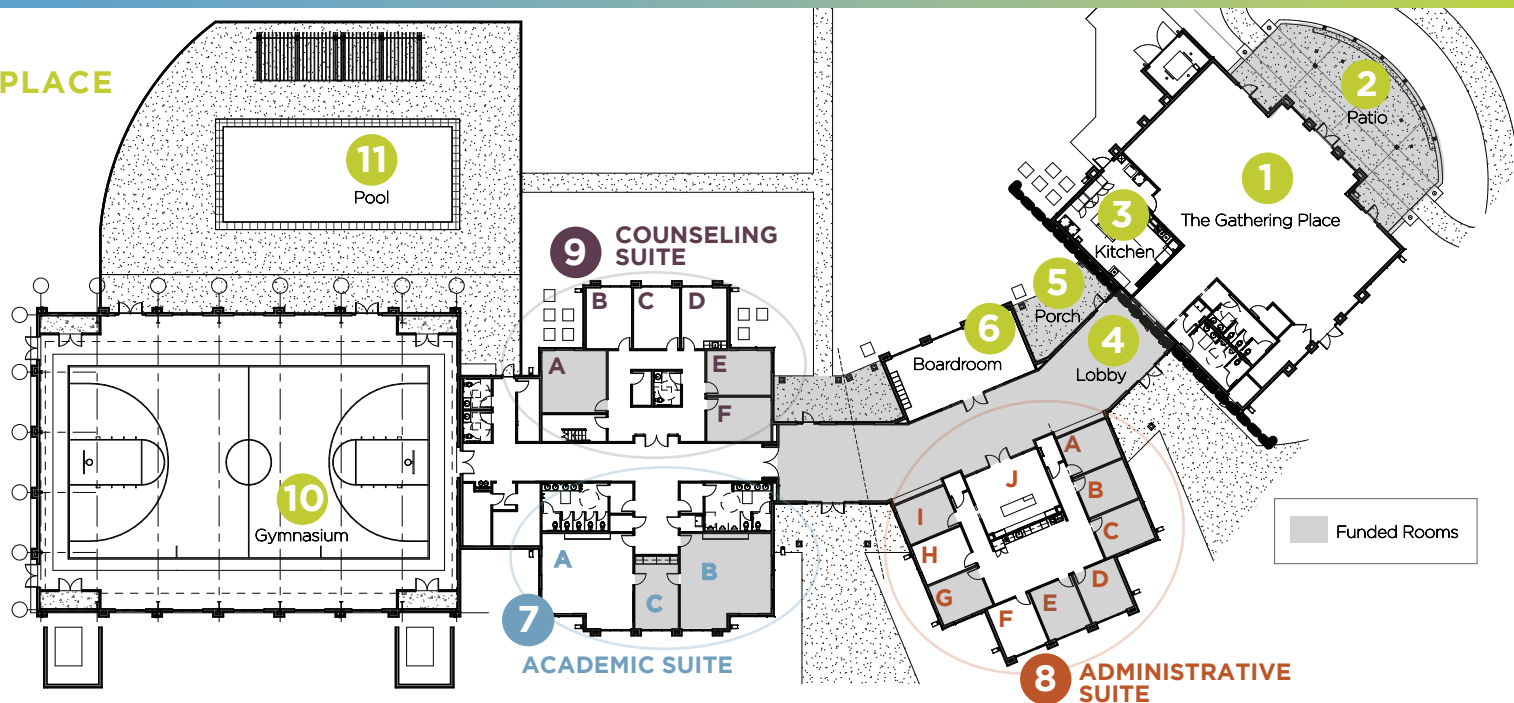 PLACE
11
Pool
2
Patio
1
The Gathering Place
3
Kitchen
5
Porch
4
Lobby
6
Boardroom
9
COUNSELING
SUITE
B
C
D
A
E
F
10
Gymnasium
A
B
C
7
ACADEMIC SUITE
J
A
B
C
D
E
F
G
H
I
8
ADMINISTRATIVE
SUITE
Funded Rooms